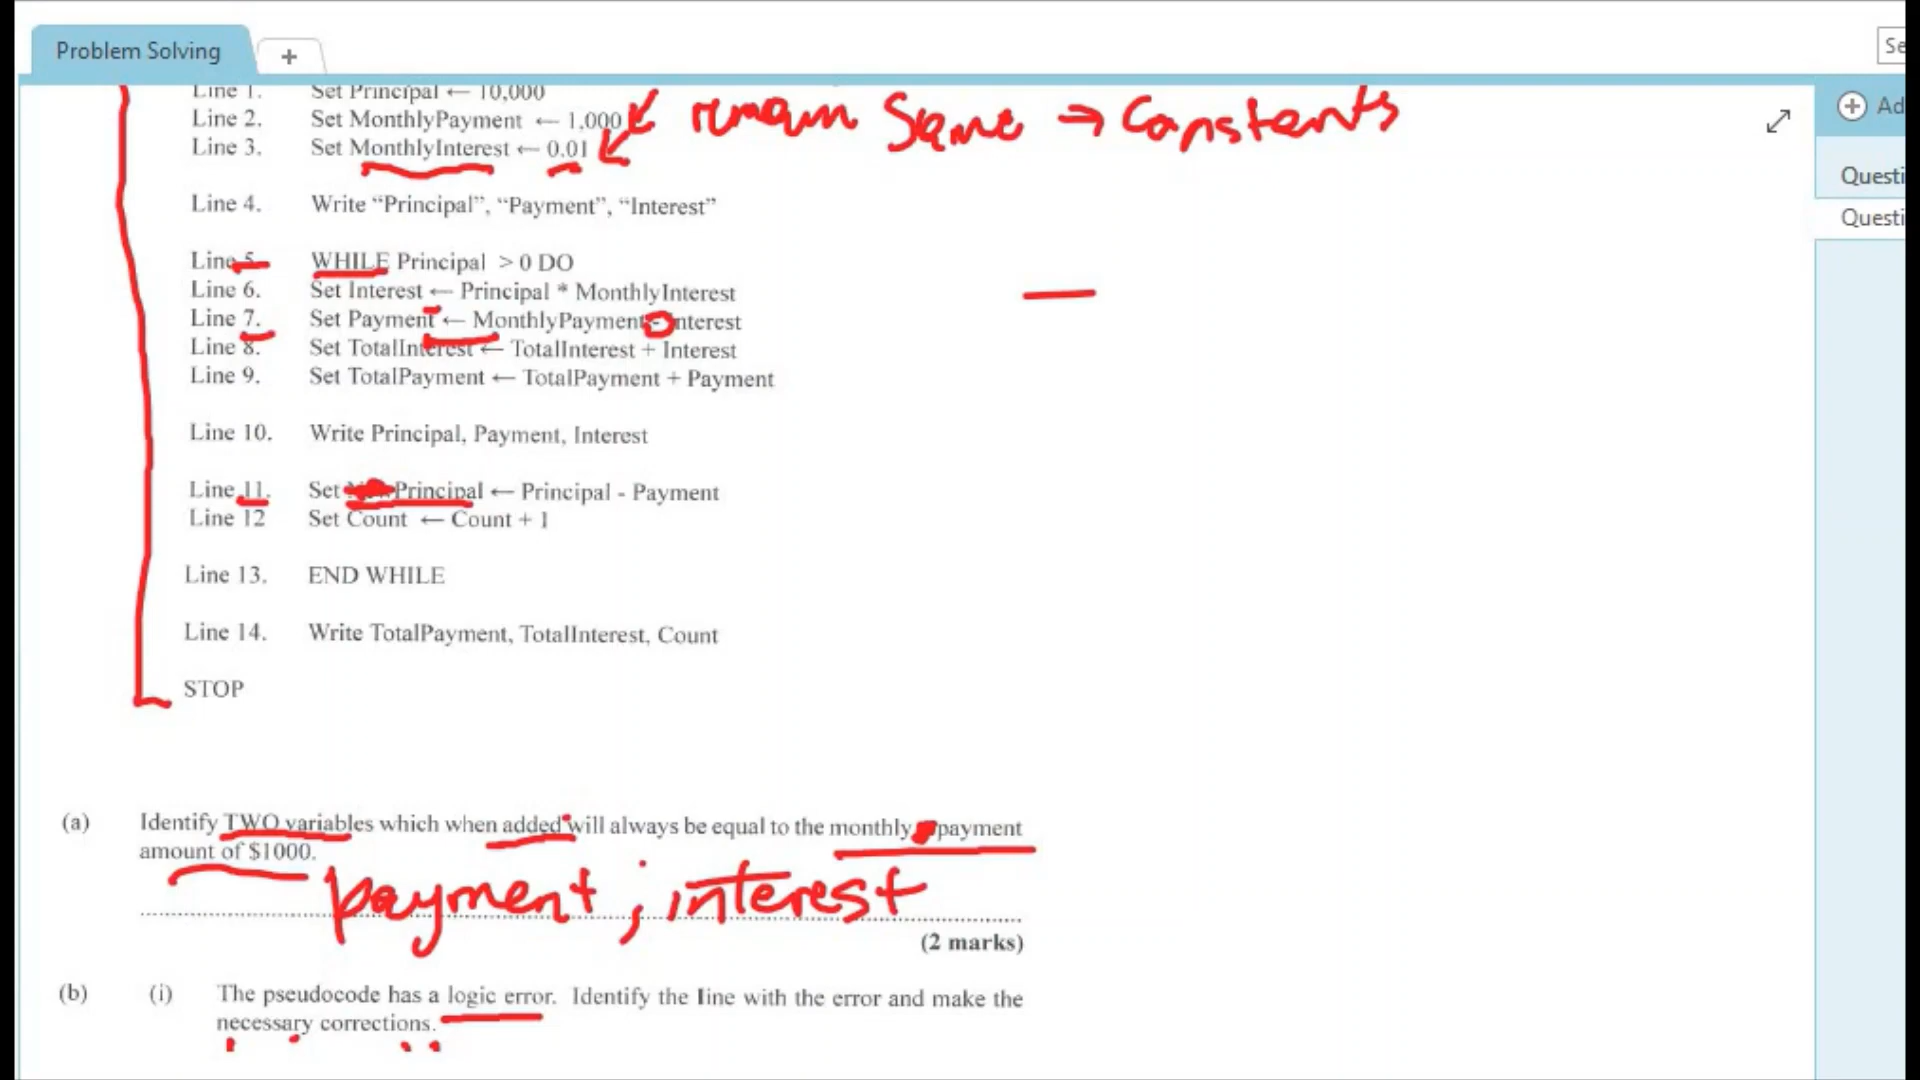 Problem Solving
+
Se
Line 1. Set Principal ← 10,000
Line 2. Set MonthlyPayment ← 1,000
remain Same → Constants
Ad
Line 3. Set MonthlyInterest ← 0.01
Questi
Line 4. Write “Principal”, “Payment”, “Interest”
Questi
Line 5. WHILE Principal > 0 DO
Line 6. Set Interest ← Principal * MonthlyInterest
Line 7. Set Payment ← MonthlyPayment - Interest
Line 8. Set TotalInterest ← TotalInterest + Interest
Line 9. Set TotalPayment ← TotalPayment + Payment
Line 10. Write Principal, Payment, Interest
Line 11. Set Principal ← Principal - Payment
Line 12 Set Count ← Count + 1
Line 13. END WHILE
Line 14. Write TotalPayment, TotalInterest, Count
STOP
(a) Identify TWO variables which when added will always be equal to the monthly payment
amount of $1000.
payment ; interest
(2 marks)
(b) (i) The pseudocode has a logic error. Identify the line with the error and make the
necessary corrections.